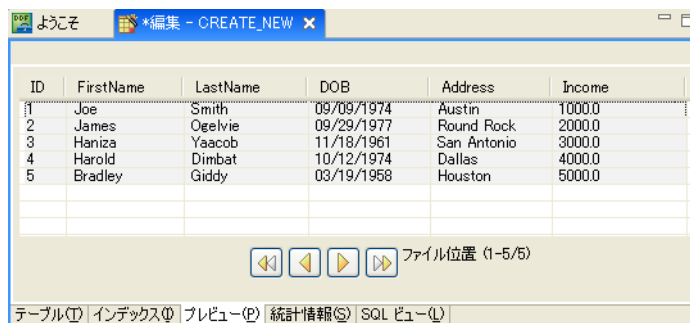 ようこそ *編集 - CREATE_NEW
ID FirstName LastName DOB Address Income
1 Joe Smith 09/09/1974 Austin 1000.0
2 James Ogelvie 09/29/1977 Round Rock 2000.0
3 Haniza Yaacob 11/18/1961 San Antonio 3000.0
4 Harold Dimbat 10/12/1974 Dallas 4000.0
5 Bradley Giddy 03/19/1958 Houston 5000.0
ファイル位置 (1-5/5)
テーブル(T) インデックス(I) プレビュー(P) 統計情報(S) SQL ビュー(L)